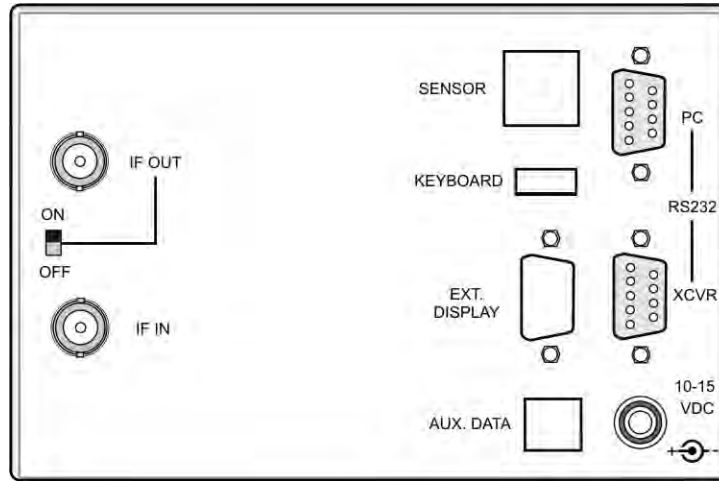 SENSOR
PC
IF OUT
KEYBOARD
ON
RS232
OFF
EXT.
DISPLAY
XCVR
IF IN
10-15
VDC
AUX. DATA
+ -